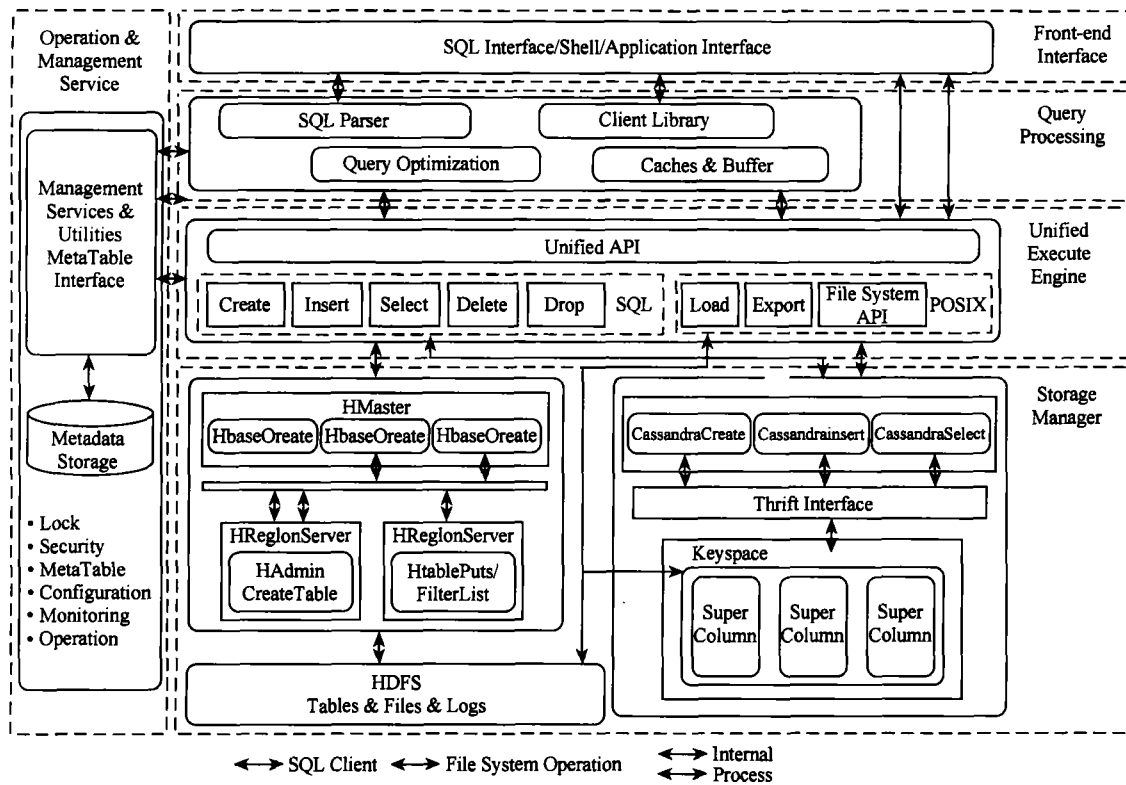 Operation &
Management
Service
SQL Interface/Shell/Application Interface
Front-end
Interface
SQL Parser
Client Library
Query Optimization
Caches & Buffer
Query
Processing
Management
Services &
Utilities
MetaTable
Interface
Unified API
Unified
Execute
Engine
Create
Insert
Select
Delete
Drop
SQL
Load
Export
File System
API
POSIX
HMaster
HbaseOreate
HbaseOreate
HbaseOreate
CassandraCreate
Cassandrainsert
CassandraSelect
Storage
Manager
Metadata
Storage
Thrift Interface
• Lock
• Security
• MetaTable
• Configuration
• Monitoring
• Operation
HReglonServer
HAdmin
CreateTable
HReglonServer
HtablePuts/
FilterList
Keyspace
Super
Column
Super
Column
Super
Column
HDFS
Tables & Files & Logs
SQL Client
File System Operation
Internal
Process